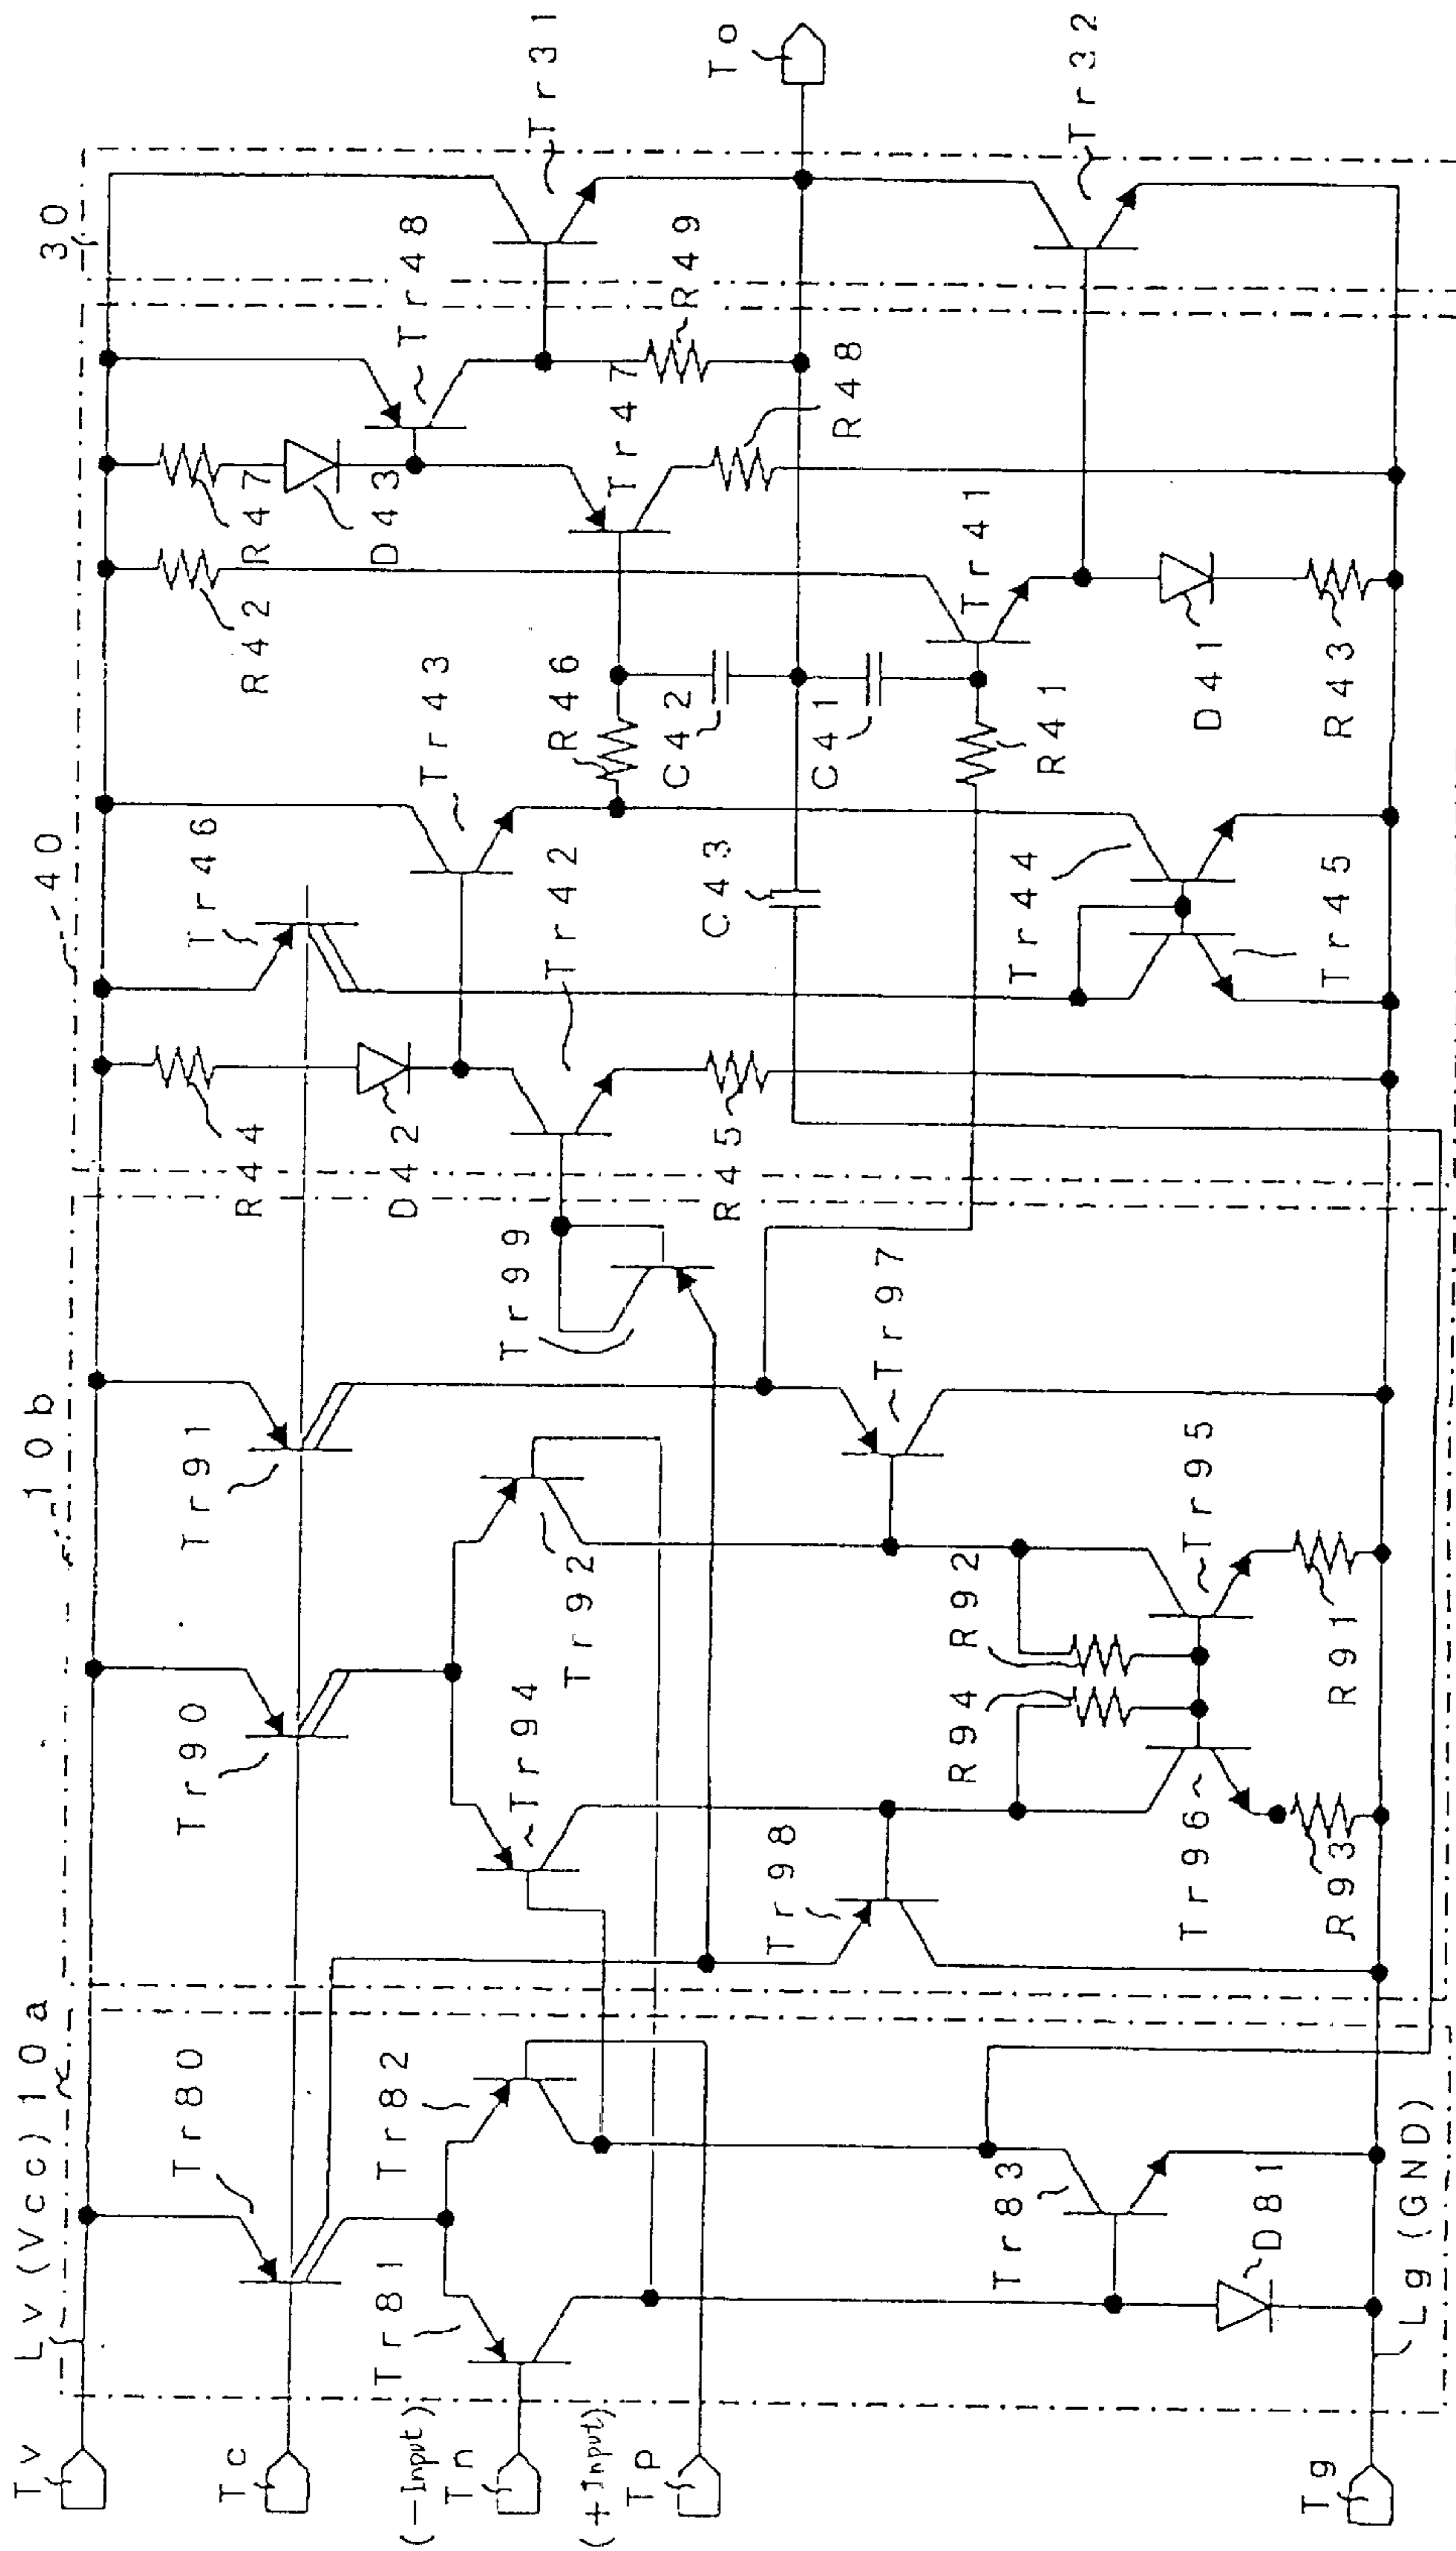 Tv
Lv (Vcc)
10a
10b
40
30
Tc
(-Input)
Tn
(+Input)
Tp
Tg
Lg (GND)
To
Tr80
Tr81
Tr82
Tr83
D81
Tr90
Tr91
Tr92
Tr94
Tr98
Tr99
Tr97
R92
R94
Tr95
Tr96
R91
R93
R44
D42
Tr42
R45
Tr46
Tr43
C43
Tr44
Tr45
R46
C42
C41
R41
R42
R47
D43
Tr47
Tr41
D41
R43
Tr48
R49
R48
Tr31
Tr32